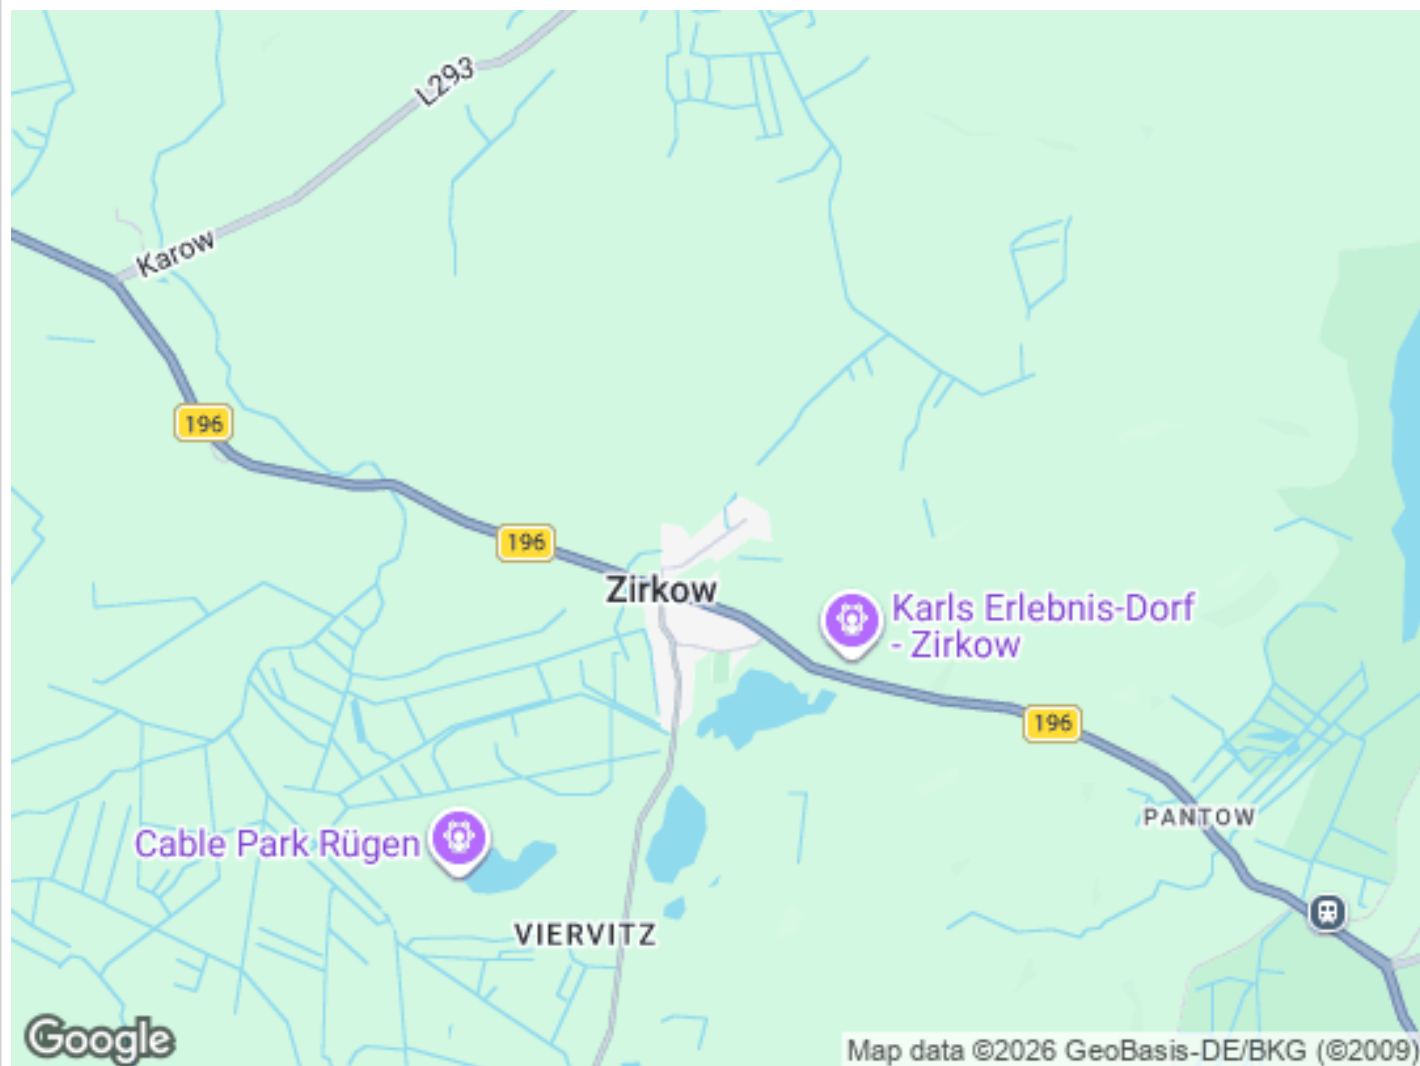 L293
Karow
196
196
Zirkow
Karls Erlebnis-Dorf
- Zirkow
196
PANTOW
Cable Park Rügen
VIERVITZ
Google
Map data ©2026 GeoBasis-DE/BKG (©2009)